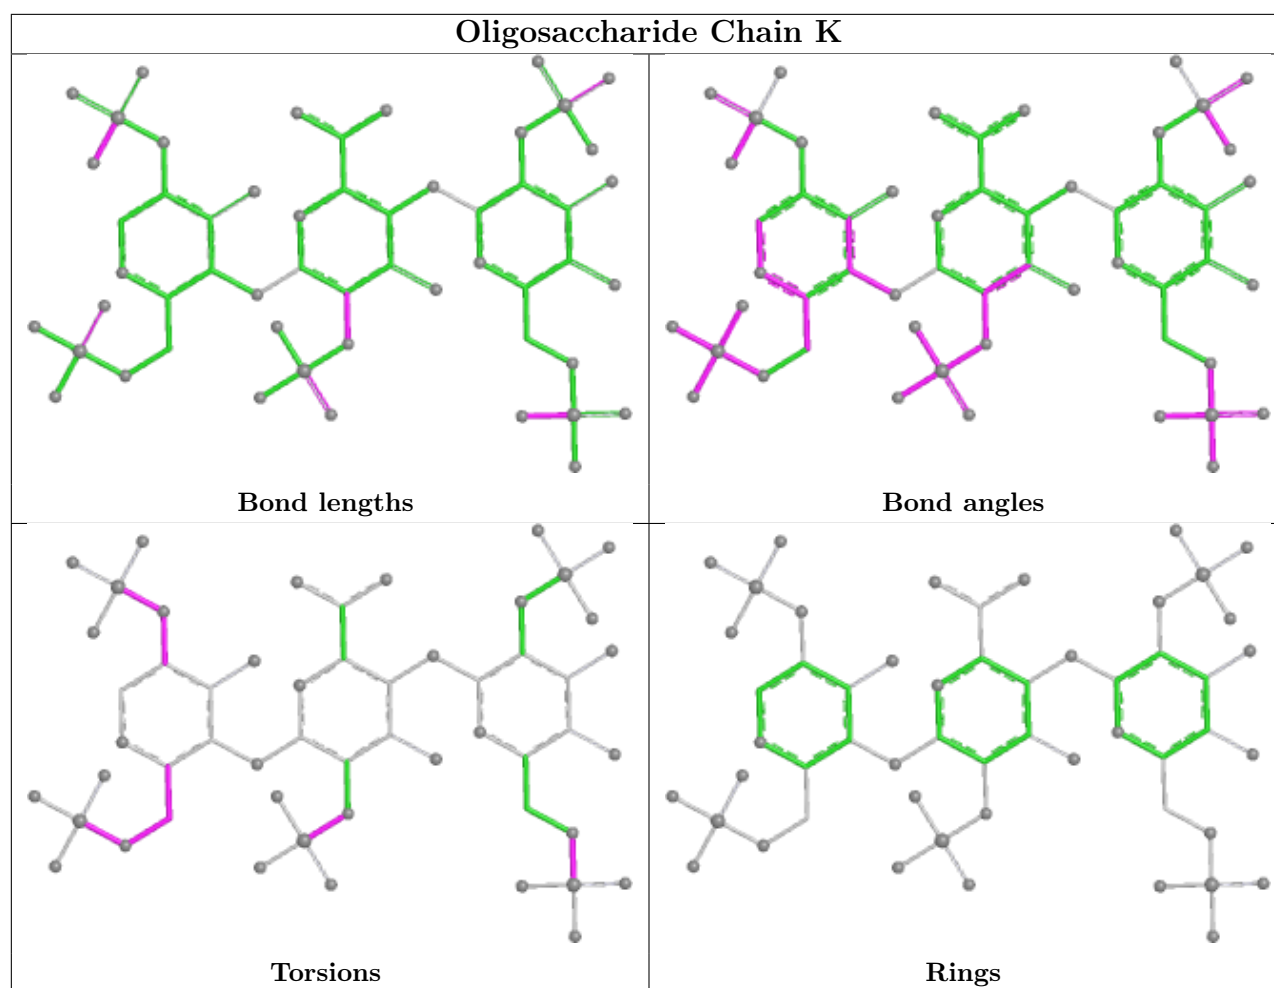 Oligosaccharide Chain K
Bond lengths
Bond angles
Torsions
Rings